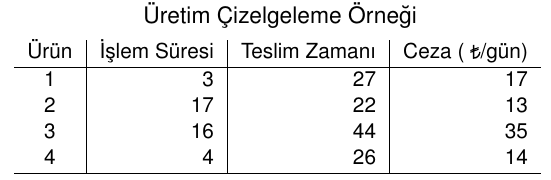 Üretim Çizelgeleme Örneği
Ürün İşlem Süresi Teslim Zamanı Ceza ( ₺/gün)
1 3 27 17
2 17 22 13
3 16 44 35
4 4 26 14